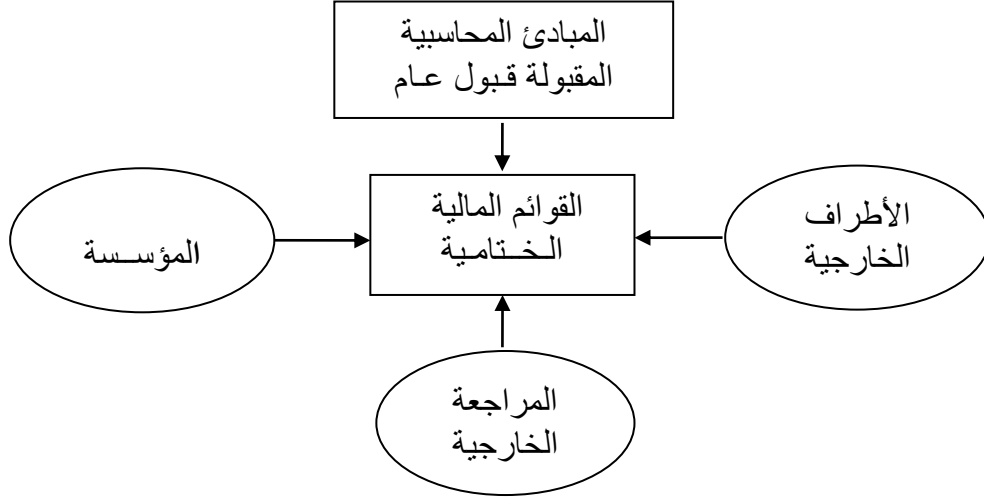 المبادئ المحاسبية
المقبولة قبول عام
القوائم المالية
الختامية
الأطراف
الخارجية
المؤسسة
المراجعة
الخارجية